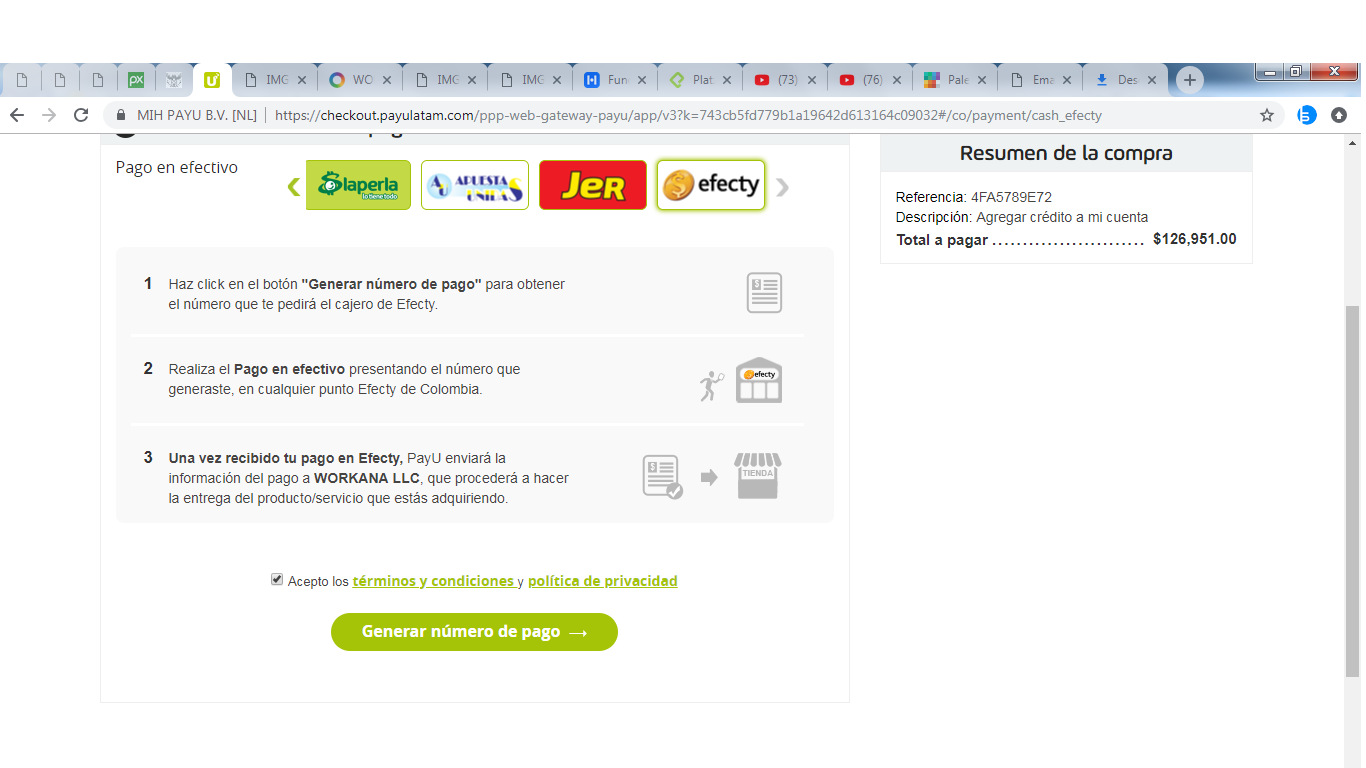 PX
IMG
WO
IMG
IMG
Fun
Plat
(73)
(76)
Pale
Ema
Des
MIH PAYU B.V. [NL] | https://checkout.payulatam.com/ppp-web-gateway-payu/app/v3?k=743cb5fd779b1a19642d613164c09032#/co/payment/cash_efecty
Pago en efectivo
laperla
lo tiene todo
AU APUESTA UNIDAS
JER
efecty
1 Haz click en el botón "Generar número de pago" para obtener
el número que te pedirá el cajero de Efecty.
2 Realiza el Pago en efectivo presentando el número que
generaste, en cualquier punto Efecty de Colombia.
efecty
3 Una vez recibido tu pago en Efecty, PayU enviará la
información del pago a WORKANA LLC, que procederá a hacer
la entrega del producto/servicio que estás adquiriendo.
TIENDA
Acepto los términos y condiciones y política de privacidad
Generar número de pago →
Resumen de la compra
Referencia: 4FA5789E72
Descripción: Agregar crédito a mi cuenta
Total a pagar ......................... $126,951.00